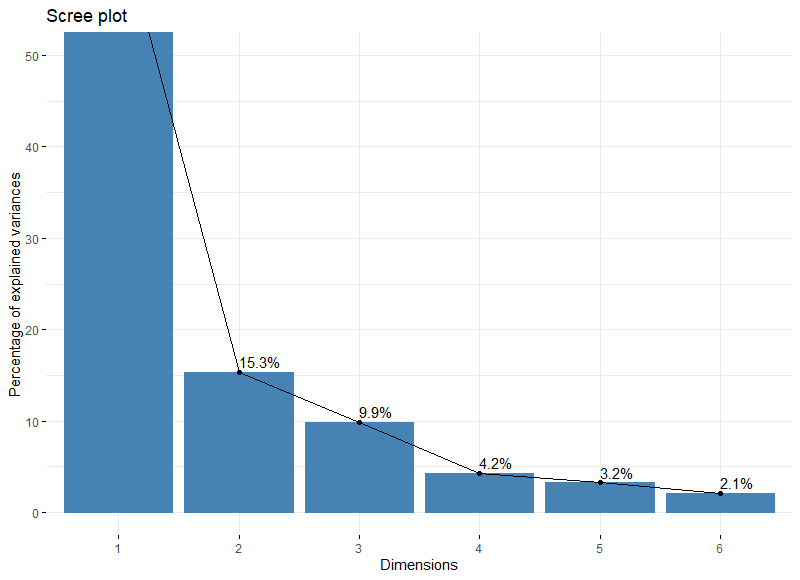 Scree plot
Percentage of explained variances
50
40
30
20
10
0
15.3%
9.9%
4.2%
3.2%
2.1%
1 2 3 4 5 6
Dimensions